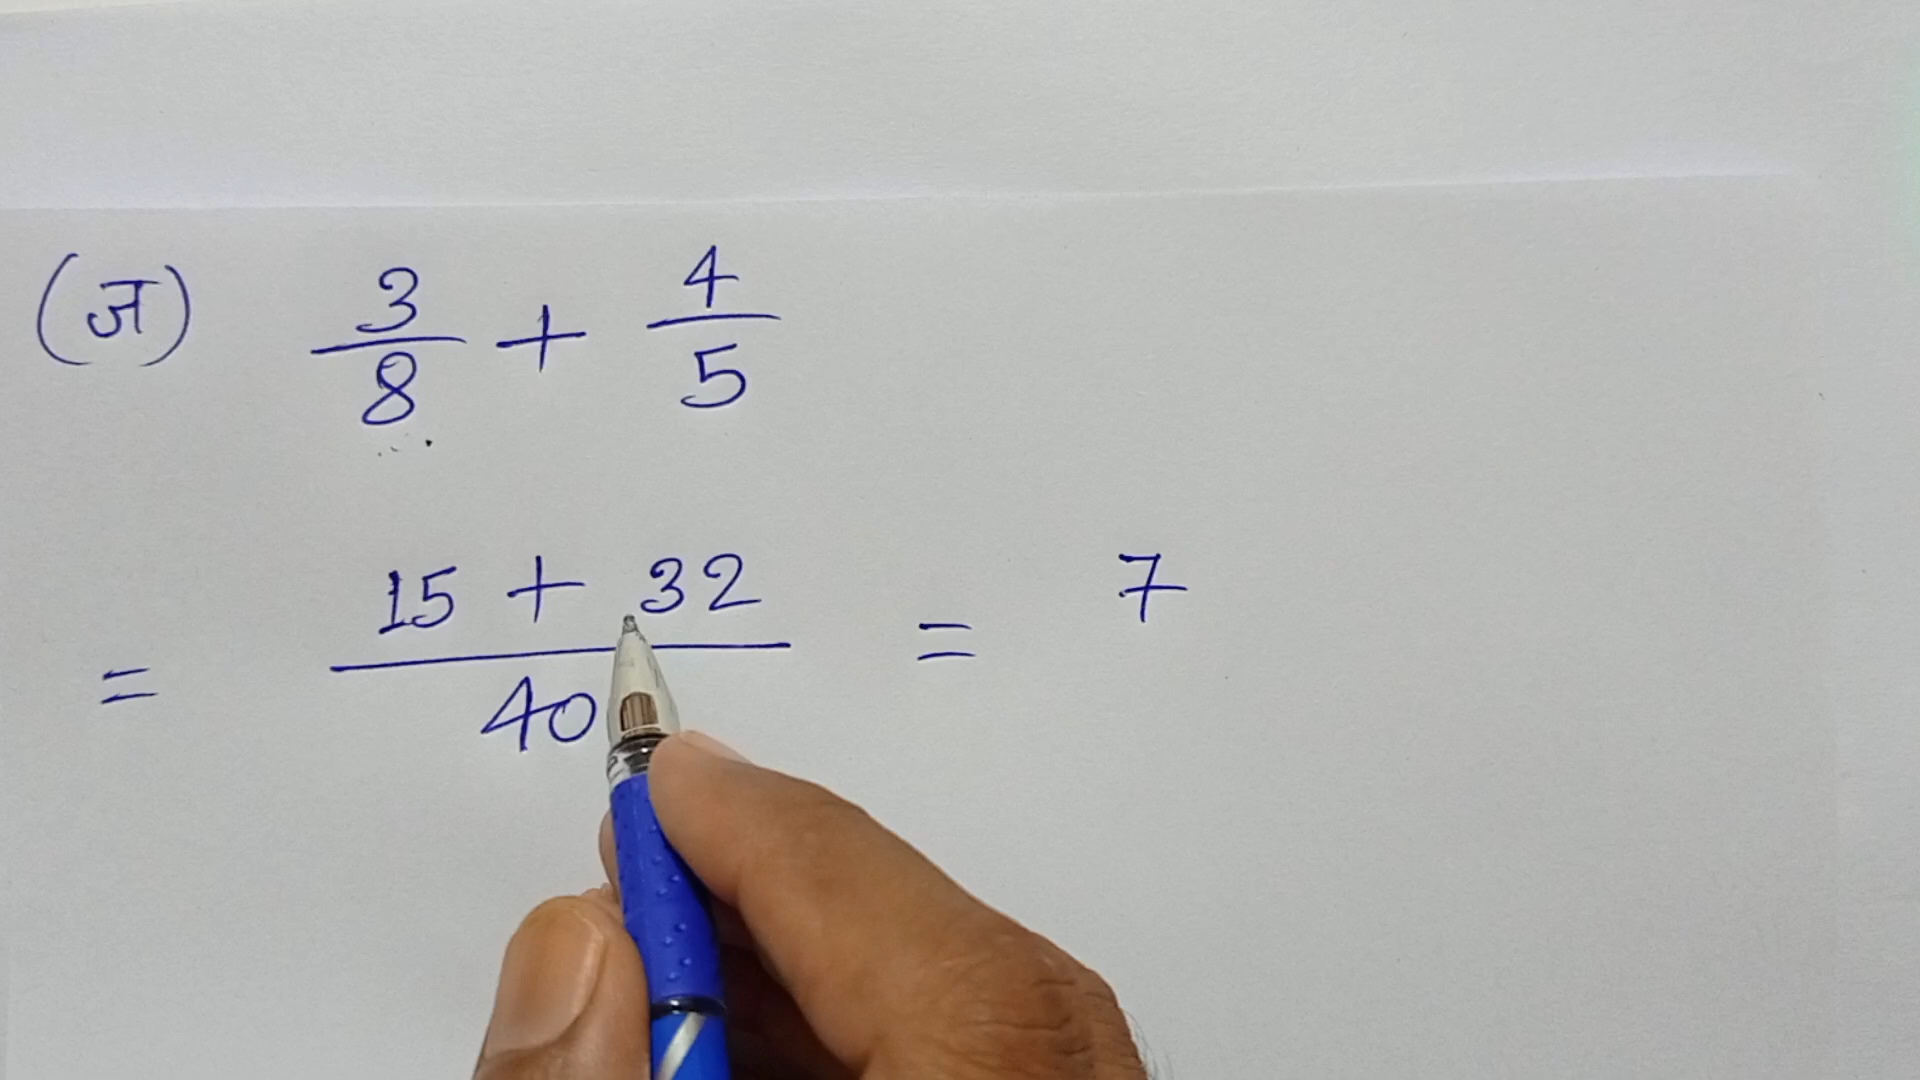 (ज) 3/8 + 4/5
= (15 + 32)/40 = 7